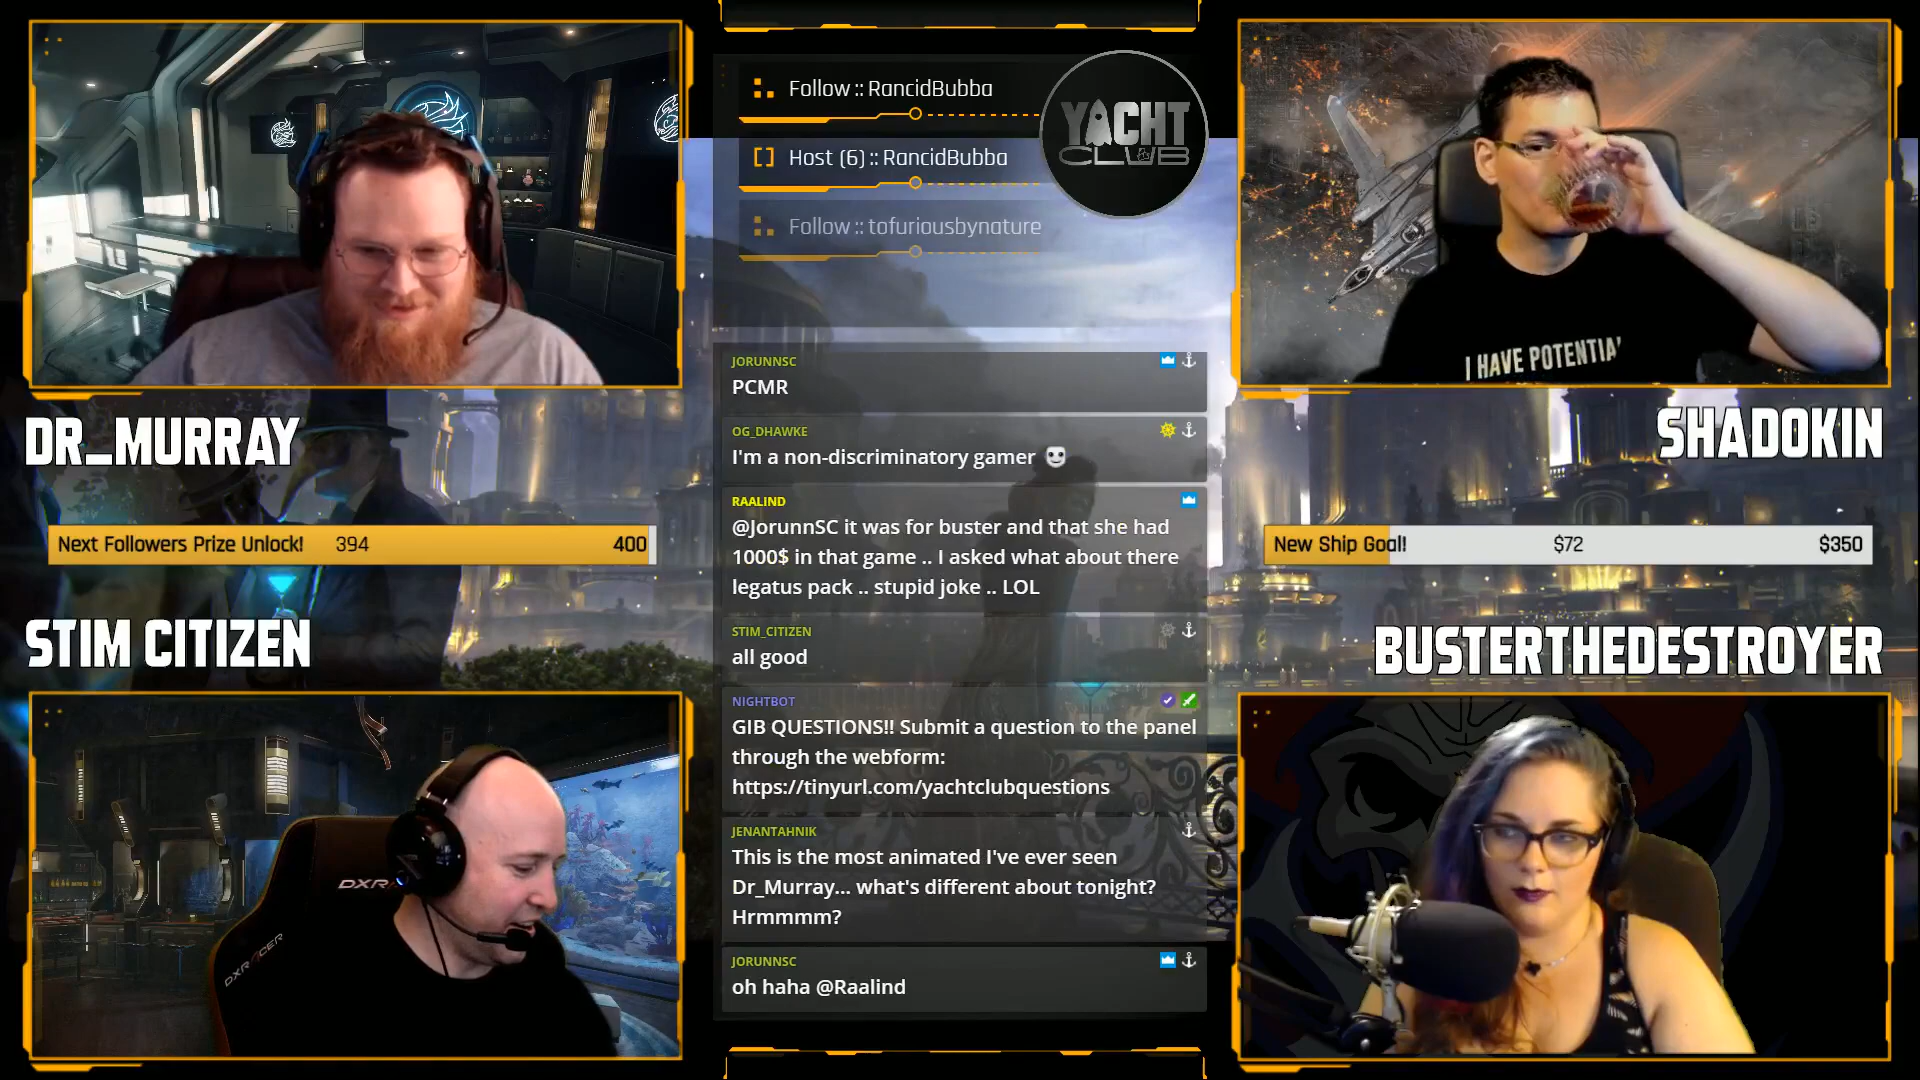 Follow :: RancidBubba
Host (6) :: RancidBubba
Follow :: tofuriousbynature
YACHT
CLUB
I HAVE POTENTIA
DR_MURRAY
SHADOKIN
Next Followers Prize Unlock! 394 400
New Ship Goal! $72 $350
STIM CITIZEN
BUSTERTHEDESTROYER
JORUNNSC
PCMR
OG_DHAWKE
I'm a non-discriminatory gamer
RAALIND
@JorunnSC it was for buster and that she had
1000$ in that game .. I asked what about there
legatus pack .. stupid joke .. LOL
STIM_CITIZEN
all good
NIGHTBOT
GIB QUESTIONS!! Submit a question to the panel
through the webform:
https://tinyurl.com/yachtclubquestions
JENANTAHNIK
This is the most animated I've ever seen
Dr_Murray... what's different about tonight?
Hrmmmm?
JORUNNSC
oh haha @Raalind
DXR
DXRACER